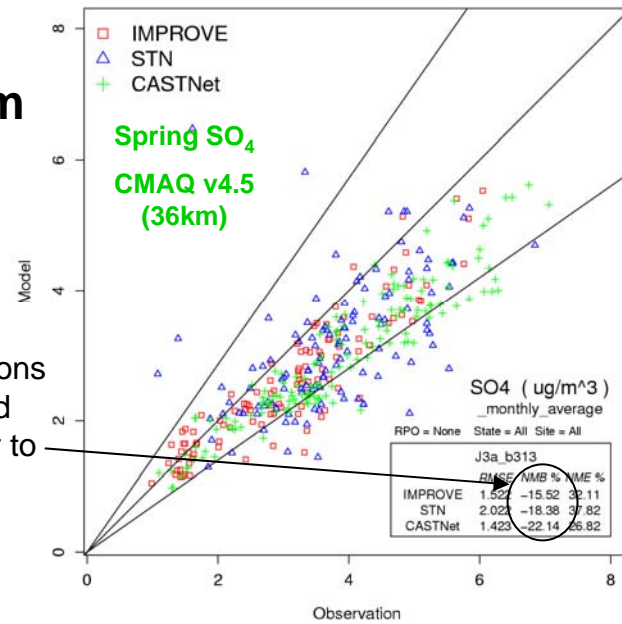 m
IMPROVE
STN
CASTNet
Spring SO4
CMAQ v4.5
(36km)
8
6
4
2
0
Model
ons
d
y to
SO4 ( ug/m^3 )
_monthly_average
RPO = None State = All Site = All
J3a_b313
RMSE NMB % NME %
IMPROVE 1.522 −15.52 32.11
STN 2.022 −18.38 37.82
CASTNet 1.423 −22.14 26.82
0 2 4 6 8
Observation